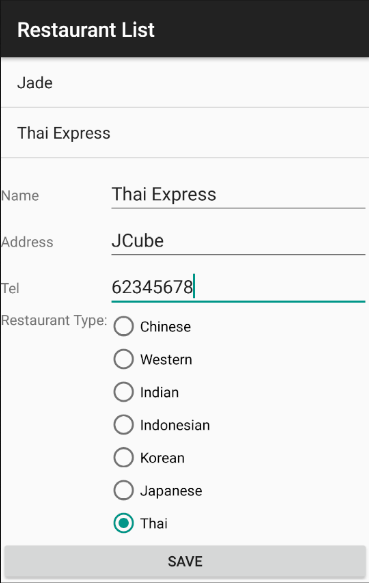 Restaurant List
Jade
Thai Express
Name Thai Express
Address JCube
Tel 62345678
Restaurant Type: Chinese
Western
Indian
Indonesian
Korean
Japanese
Thai
SAVE